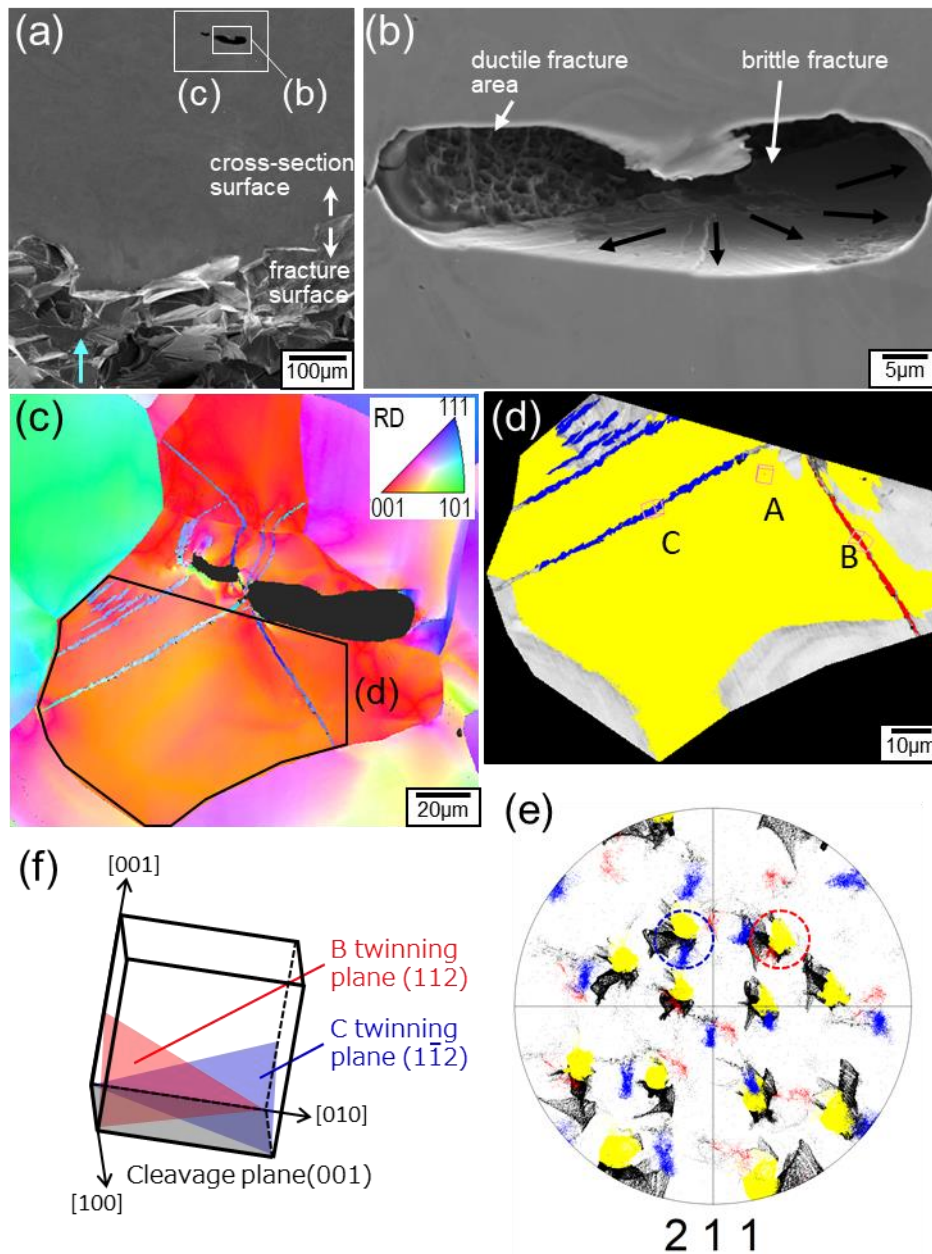 (a)
(c)
(b)
cross-section
surface
fracture
surface
100μm
(b)
ductile fracture
area
brittle fracture
5μm
(c)
RD
111
001
101
(d)
20μm
(d)
A
B
C
10μm
(e)
2 1 1
(f)
[001]
B twinning
plane (112)
C twinning
plane (11̄2)
[010]
Cleavage plane(001)
[100]